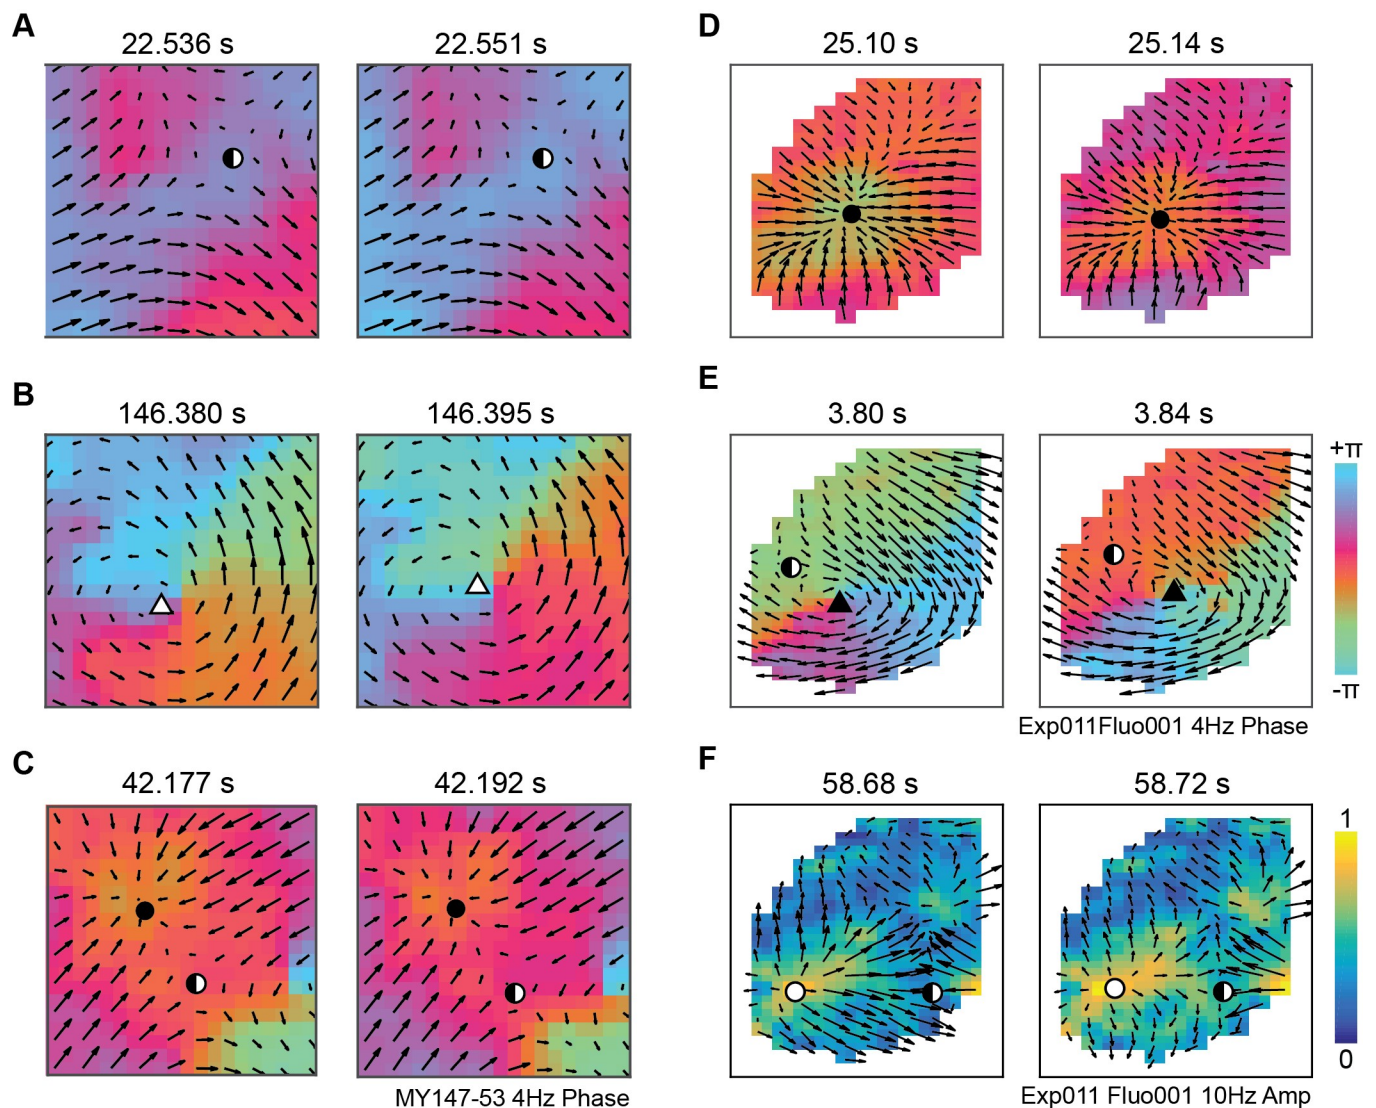 A
22.536 s
22.551 s
B
146.380 s
146.395 s
C
42.177 s
42.192 s
MY147-53 4Hz Phase
D
25.10 s
25.14 s
E
3.80 s
3.84 s
+π
-π
Exp011Fluo001 4Hz Phase
F
58.68 s
58.72 s
1
0
Exp011 Fluo001 10Hz Amp